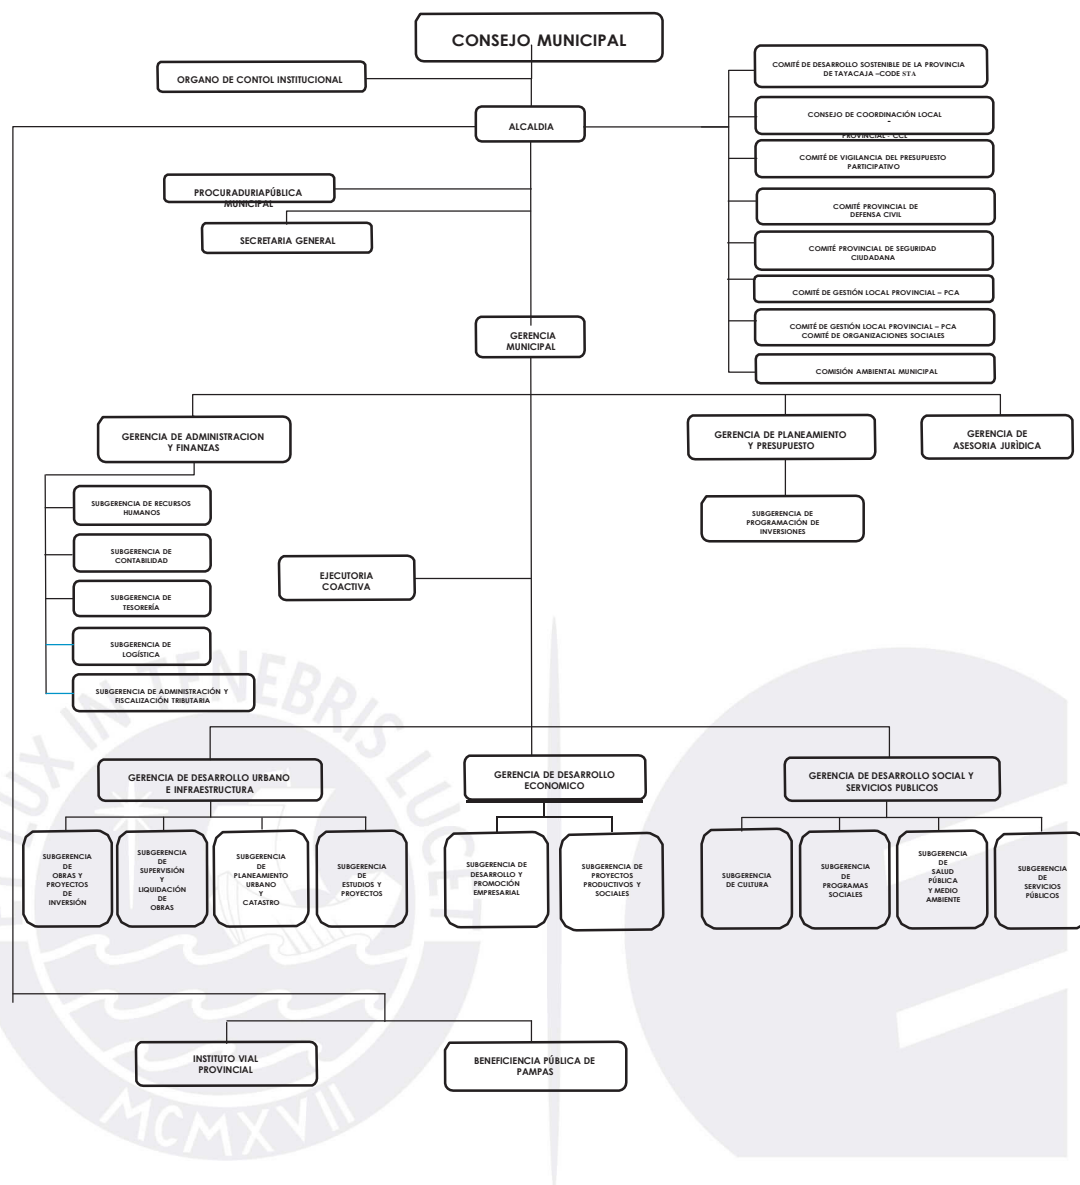 CONSEJO MUNICIPAL
ORGANO DE CONTOL INSTITUCIONAL
ALCALDIA
COMITÉ DE DESARROLLO SOSTENIBLE DE LA PROVINCIA
DE TAYACAJA –CODE STA
CONSEJO DE COORDINACIÓN LOCAL
-
PROVINCIAL - CCL
COMITÉ DE VIGILANCIA DEL PRESUPUESTO
PARTICIPATIVO
COMITÉ PROVINCIAL DE
DEFENSA CIVIL
COMITÉ PROVINCIAL DE SEGURIDAD
CIUDADANA
COMITÉ DE GESTIÓN LOCAL PROVINCIAL – PCA
COMITÉ DE GESTIÓN LOCAL PROVINCIAL – PCA
COMITÉ DE ORGANIZACIONES SOCIALES
COMISIÓN AMBIENTAL MUNICIPAL
PROCURADURIAPÚBLICA
MUNICIPAL
SECRETARIA GENERAL
GERENCIA
MUNICIPAL
GERENCIA DE ADMINISTRACION
Y FINANZAS
GERENCIA DE PLANEAMIENTO
Y PRESUPUESTO
GERENCIA DE
ASESORIA JURÌDICA
SUBGERENCIA DE RECURSOS
HUMANOS
SUBGERENCIA DE
CONTABILIDAD
SUBGERENCIA DE
TESORERÍA
SUBGERENCIA DE
LOGÍSTICA
SUBGERENCIA DE ADMINISTRACIÓN Y
FISCALIZACIÓN TRIBUTARIA
SUBGERENCIA DE
PROGRAMACIÓN DE
INVERSIONES
EJECUTORIA
COACTIVA
GERENCIA DE DESARROLLO URBANO
E INFRAESTRUCTURA
GERENCIA DE DESARROLLO
ECONOMICO
GERENCIA DE DESARROLLO SOCIAL Y
SERVICIOS PUBLICOS
SUBGERENCIA
DE
OBRAS Y
PROYECTOS
DE
INVERSIÓN
SUBGERENCIA
DE
SUPERVISIÓN
Y
LIQUIDACIÓN
DE
OBRAS
SUBGERENCIA
DE
PLANEAMIENTO
URBANO
Y
CATASTRO
SUBGERENCIA
DE
ESTUDIOS Y
PROYECTOS
SUBGERENCIA DE
DESARROLLO Y
PROMOCIÓN
EMPRESARIAL
SUBGERENCIA DE
PROYECTOS
PRODUCTIVOS Y
SOCIALES
SUBGERENCIA
DE CULTURA
SUBGERENCIA
DE
PROGRAMAS
SOCIALES
SUBGERENCIA
DE
SALUD
PÚBLICA
Y MEDIO
AMBIENTE
SUBGERENCIA
DE
SERVICIOS
PÚBLICOS
INSTITUTO VIAL
PROVINCIAL
BENEFICIENCIA PÚBLICA DE
PAMPAS
LUX IN TENEBRIS LUCET
MCMXVII